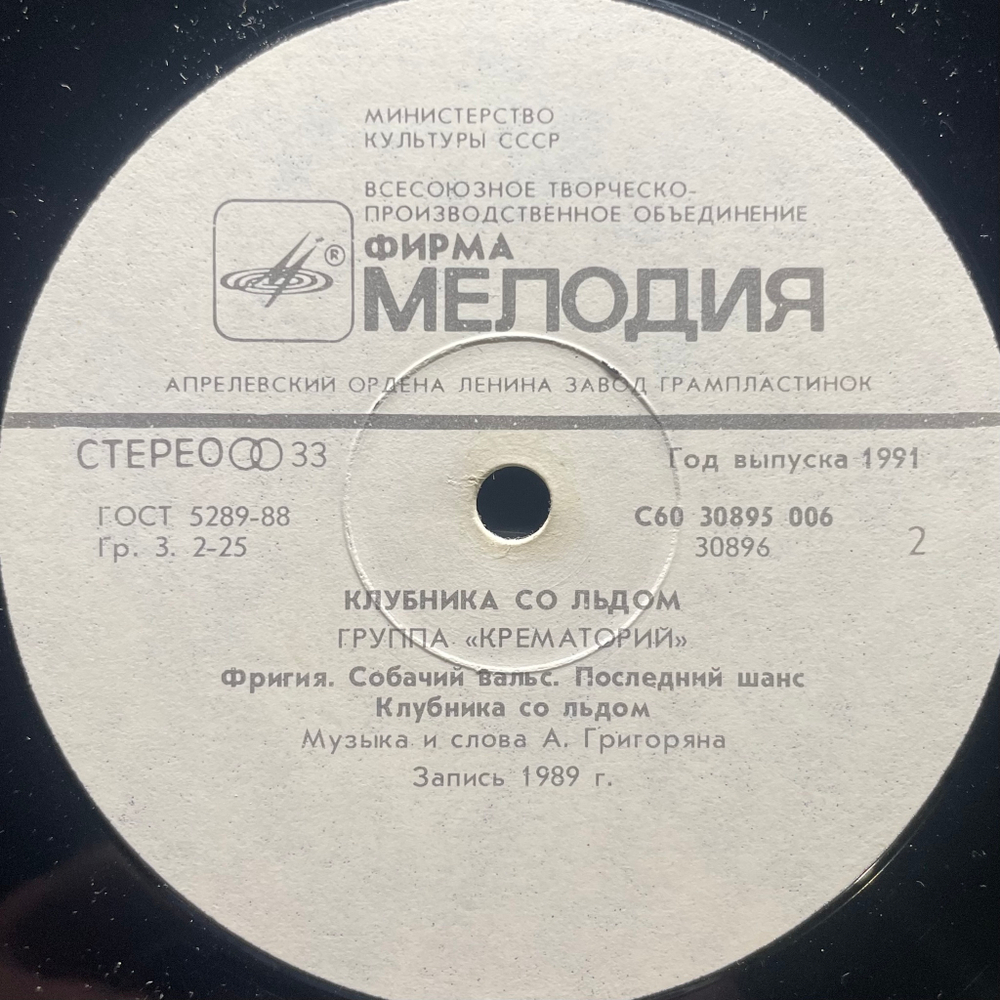 МИНИСТЕРСТВО
КУЛЬТУРЫ СССР
ВСЕСОЮЗНОЕ ТВОРЧЕСКО-
ПРОИЗВОДСТВЕННОЕ ОБЪЕДИНЕНИЕ
ФИРМА
® МЕЛОДИЯ
АПРЕЛЕВСКИЙ ОРДЕНА ЛЕНИНА ЗАВОД ГРАМПЛАСТИНОК
СТЕРЕО 33
Год выпуска 1991
ГОСТ 5289-88
С60 30895 006
Гр. 3. 2-25
30896
2
КЛУБНИКА СО ЛЬДОМ
ГРУППА «КРЕМАТОРИЙ»
Фригия. Собачий вальс. Последний шанс
Клубника со льдом
Музыка и слова А. Григоряна
Запись 1989 г.